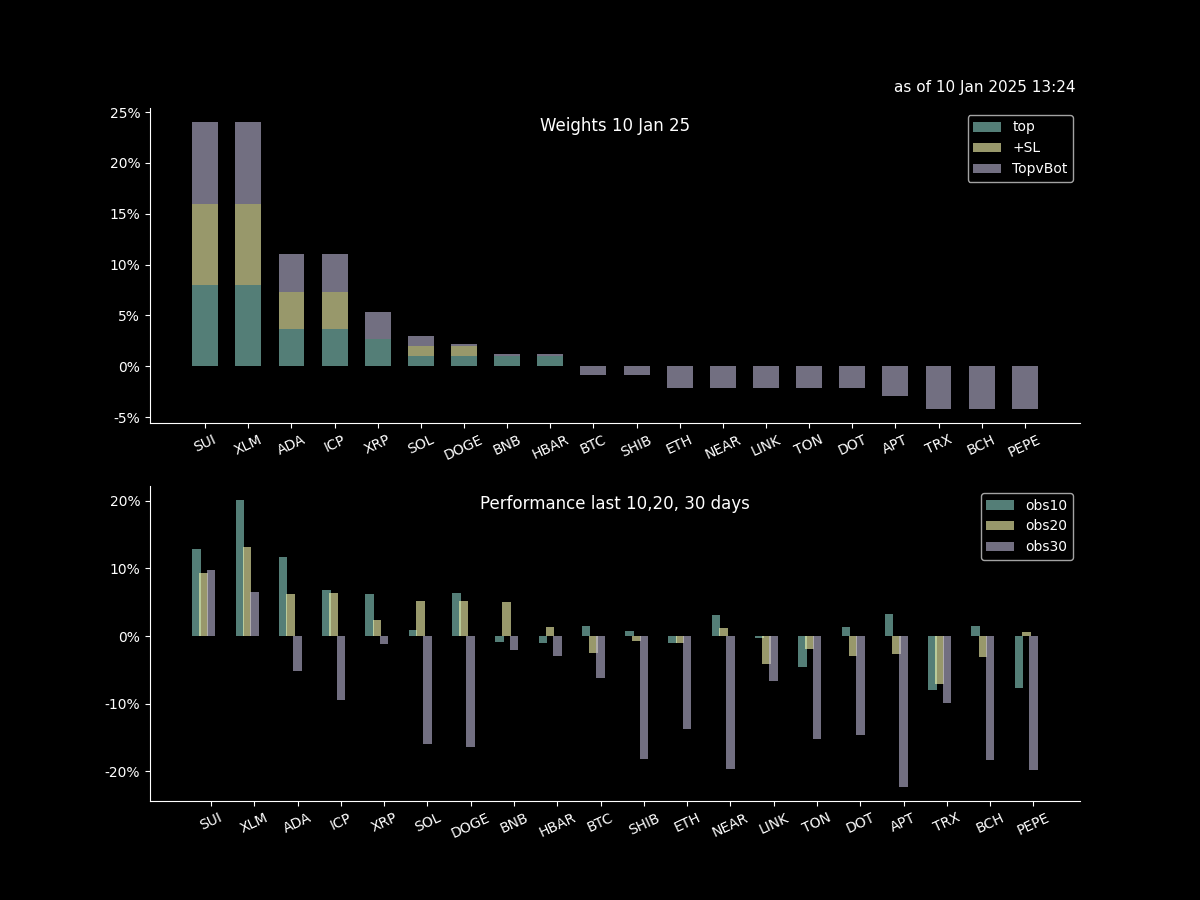 as of 10 Jan 2025 13:24
Weights 10 Jan 25
top
+SL
TopvBot
25%
20%
15%
10%
5%
0%
-5%
SUI XLM ADA ICP XRP SOL DOGE BNB HBAR BTC SHIB ETH NEAR LINK TON DOT APT TRX BCH PEPE
Performance last 10,20, 30 days
obs10
obs20
obs30
20%
10%
0%
-10%
-20%
SUI XLM ADA ICP XRP SOL DOGE BNB HBAR BTC SHIB ETH NEAR LINK TON DOT APT TRX BCH PEPE